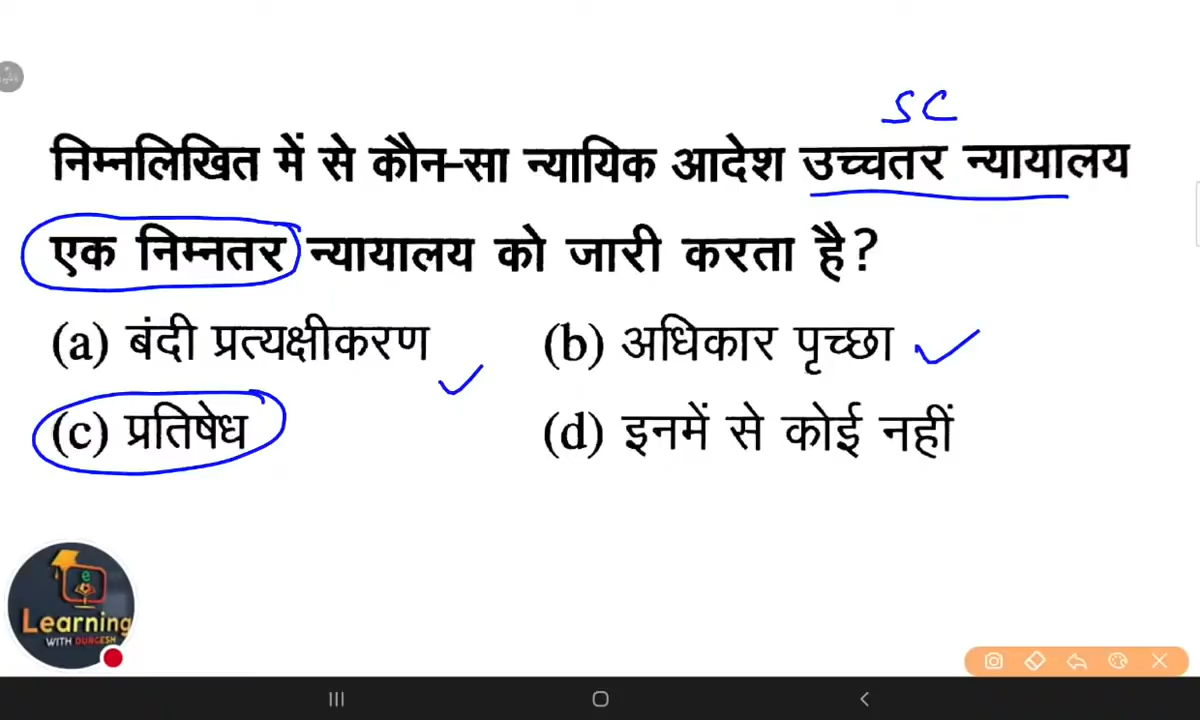 SC
निम्नलिखित में से कौन-सा न्यायिक आदेश उच्चतर न्यायालय
एक निम्नतर न्यायालय को जारी करता है?
(a) बंदी प्रत्यक्षीकरण (b) अधिकार पृच्छा
(c) प्रतिषेध (d) इनमें से कोई नहीं
e
Learning
WITH DURGESH